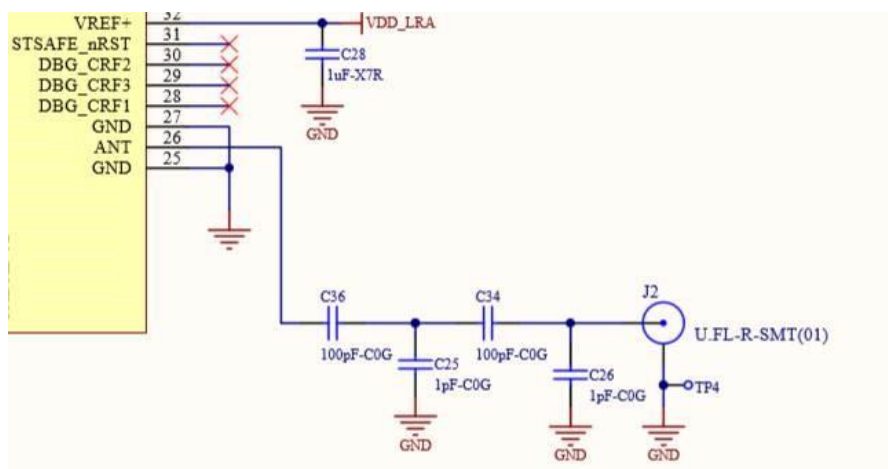 VREF+ 32 VDD_LRA
STSAFE_nRST 31
DBG_CRF2 30
DBG_CRF3 29
DBG_CRF1 28
GND 27
ANT 26
GND 25
C28
1uF-X7R
GND
C36
100pF-C0G
C25
1pF-C0G
GND
C34
100pF-C0G
C26
1pF-C0G
GND
J2
U.FL-R-SMT(01)
TP4
GND